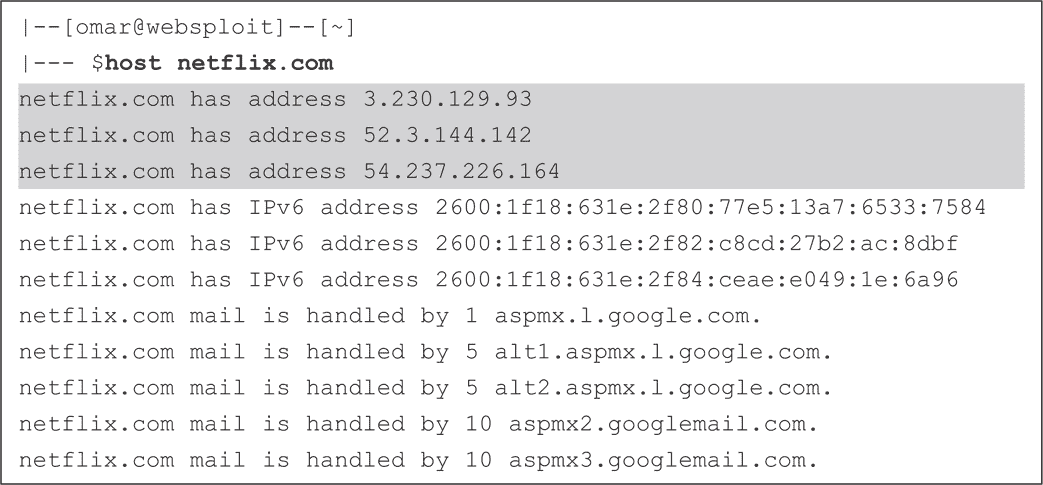 |--[omar@websploit]--[~]
|--- $host netflix.com
netflix.com has address 3.230.129.93
netflix.com has address 52.3.144.142
netflix.com has address 54.237.226.164
netflix.com has IPv6 address 2600:1f18:631e:2f80:77e5:13a7:6533:7584
netflix.com has IPv6 address 2600:1f18:631e:2f82:c8cd:27b2:ac:8dbf
netflix.com has IPv6 address 2600:1f18:631e:2f84:ceae:e049:1e:6a96
netflix.com mail is handled by 1 aspmx.l.google.com.
netflix.com mail is handled by 5 alt1.aspmx.l.google.com.
netflix.com mail is handled by 5 alt2.aspmx.l.google.com.
netflix.com mail is handled by 10 aspmx2.googlemail.com.
netflix.com mail is handled by 10 aspmx3.googlemail.com.